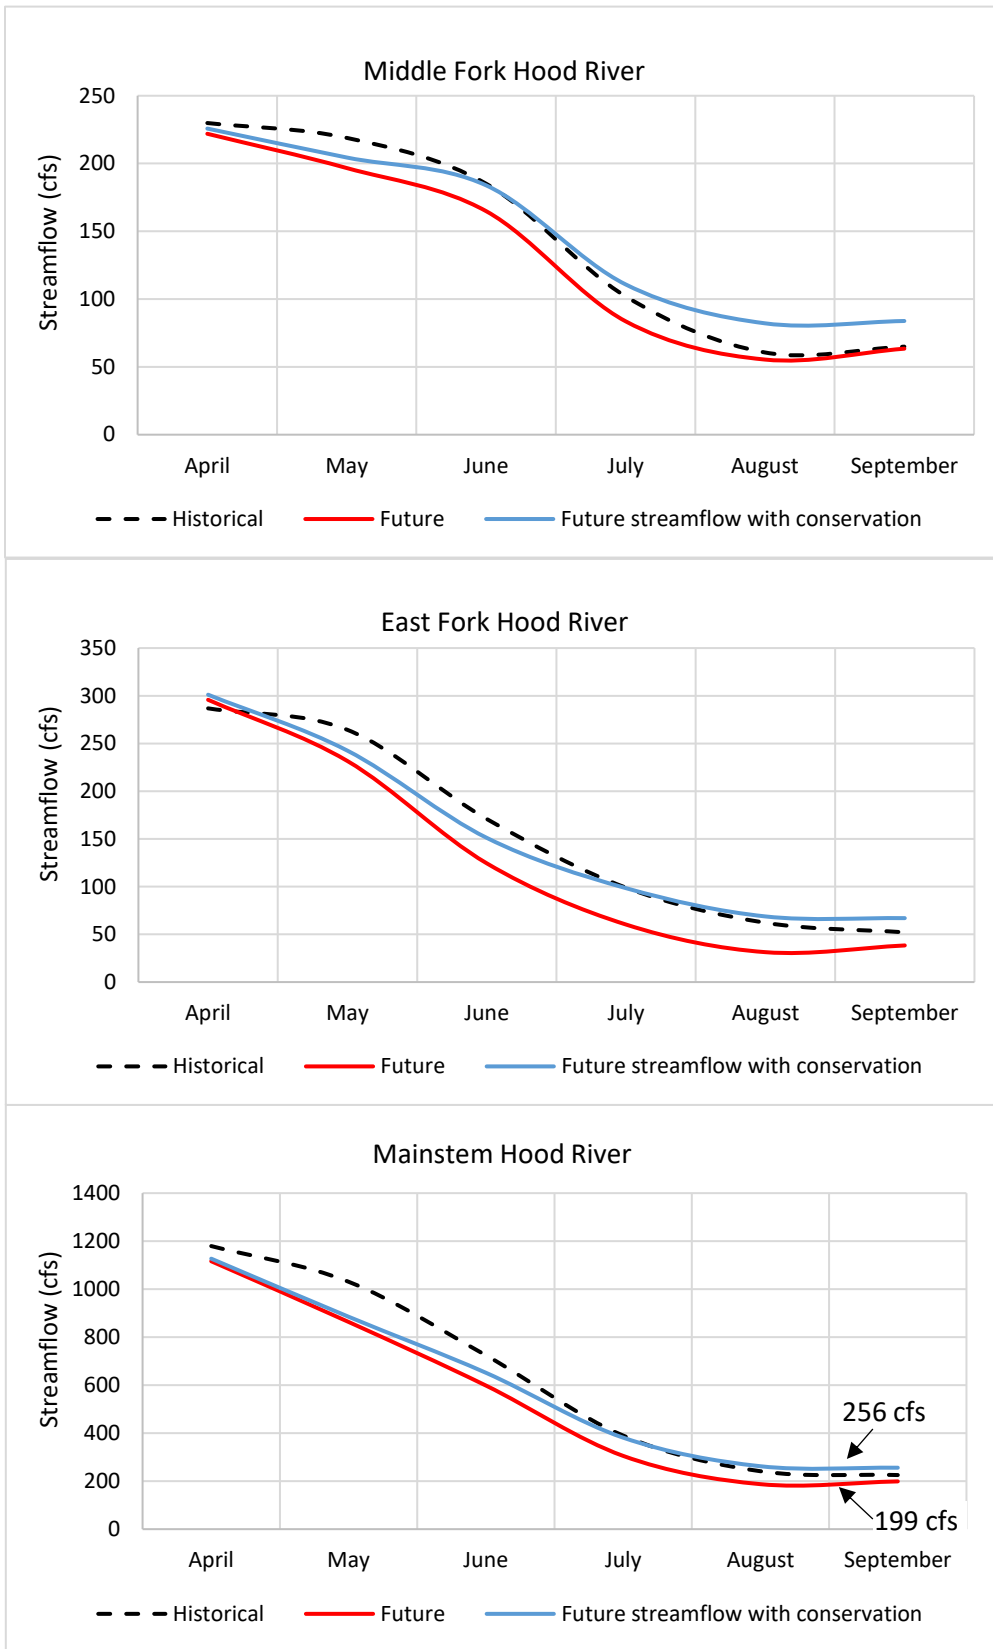 Middle Fork Hood River
250
200
150
100
50
0
Streamflow (cfs)
April May June July August September
Historical Future Future streamflow with conservation
East Fork Hood River
350
300
250
200
150
100
50
0
Streamflow (cfs)
April May June July August September
Historical Future Future streamflow with conservation
Mainstem Hood River
1400
1200
1000
800
600
400
200
0
Streamflow (cfs)
256 cfs
199 cfs
April May June July August September
Historical Future Future streamflow with conservation